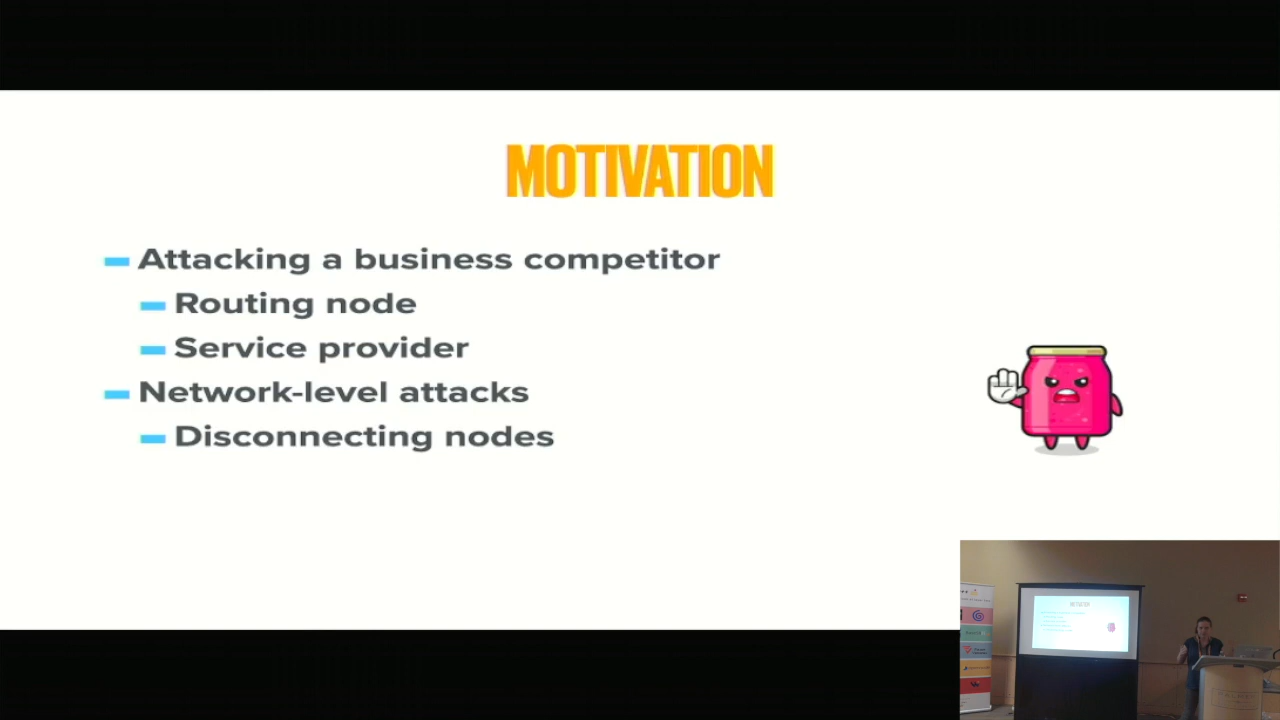 MOTIVATION
Attacking a business competitor
Routing node
Service provider
Network-level attacks
Disconnecting nodes